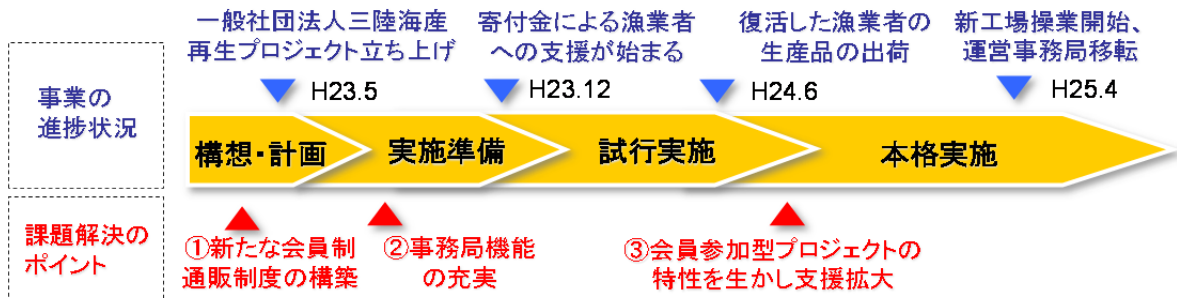 一般社団法人三陸海産
再生プロジェクト立ち上げ
寄付金による漁業者
への支援が始まる
復活した漁業者の
生産品の出荷
新工場操業開始、
運営事務局移転
事業の
進捗状況
H23.5
H23.12
H24.6
H25.4
構想・計画
実施準備
試行実施
本格実施
課題解決の
ポイント
①新たな会員制
通販制度の構築
②事務局機能
の充実
③会員参加型プロジェクトの
特性を生かし支援拡大